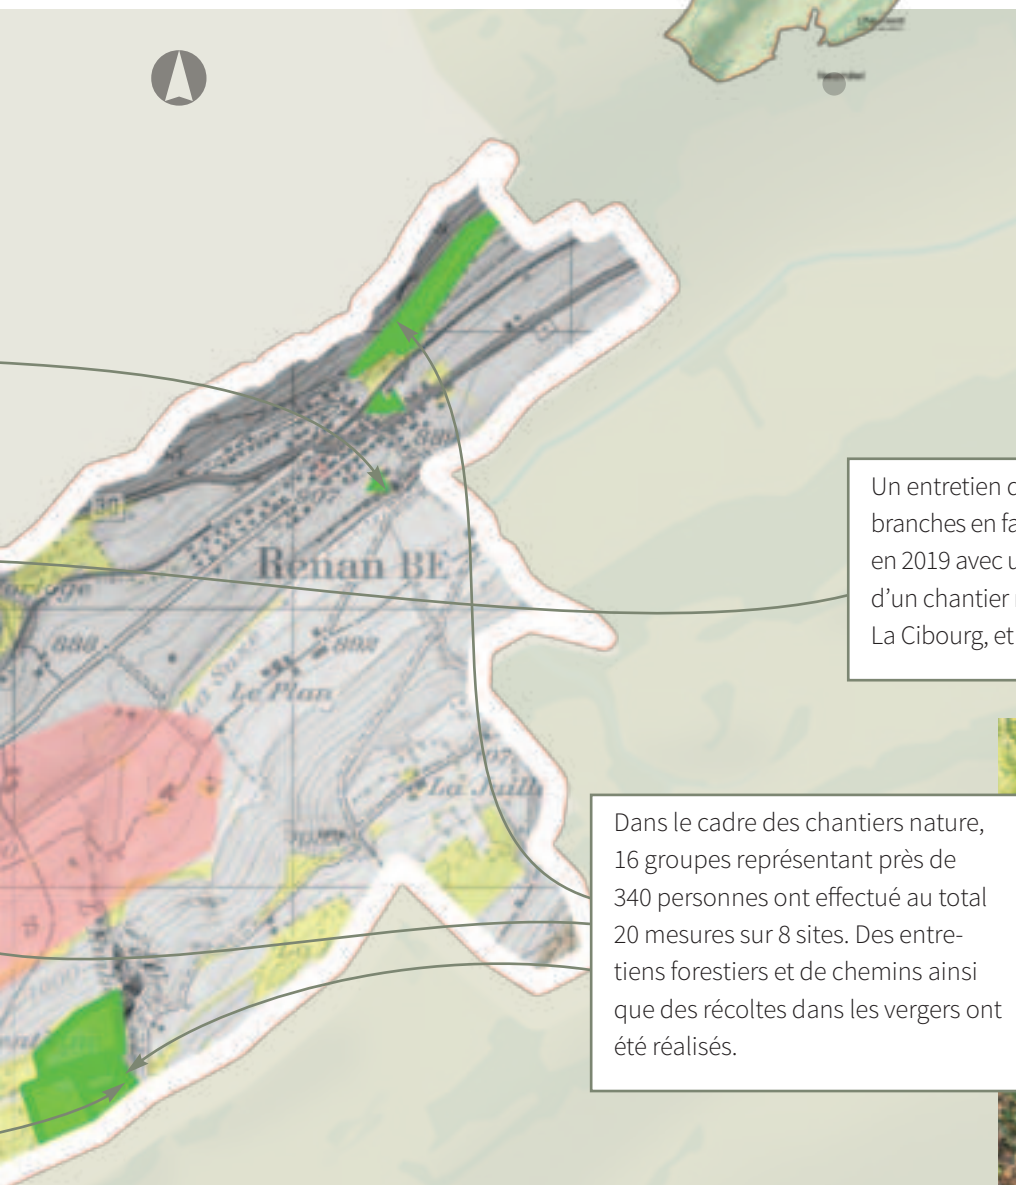 30
807
Renan BE
888
892
La Suze
Le Plan
Un entretien
branches en fa
en 2019 avec u
d’un chantier
La Cibourg, et
Dans le cadre des chantiers nature,
16 groupes représentant près de
340 personnes ont effectué au total
20 mesures sur 8 sites. Des entre-
tiens forestiers et de chemins ainsi
que des récoltes dans les vergers ont
été réalisés.
1000